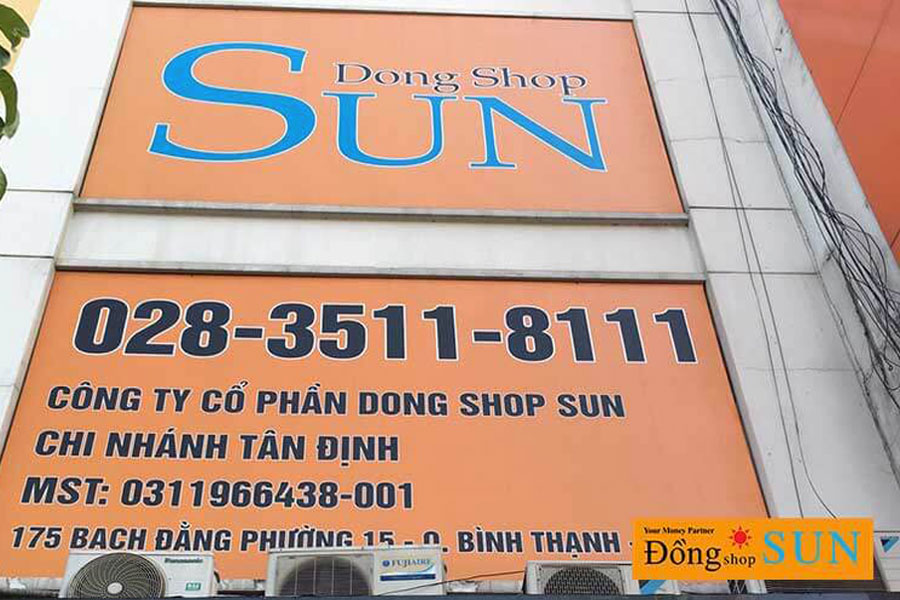 Dong Shop
SUN
028-3511-8111
CÔNG TY CỔ PHẦN DONG SHOP SUN
CHI NHÁNH TÂN ĐỊNH
MST: 0311966438-001
175 BẠCH ĐẰNG PHƯỜNG 15 - Q. BÌNH THẠNH -
Panasonic
FUJIAIRE
Your Money Partner
Đồng shop SUN